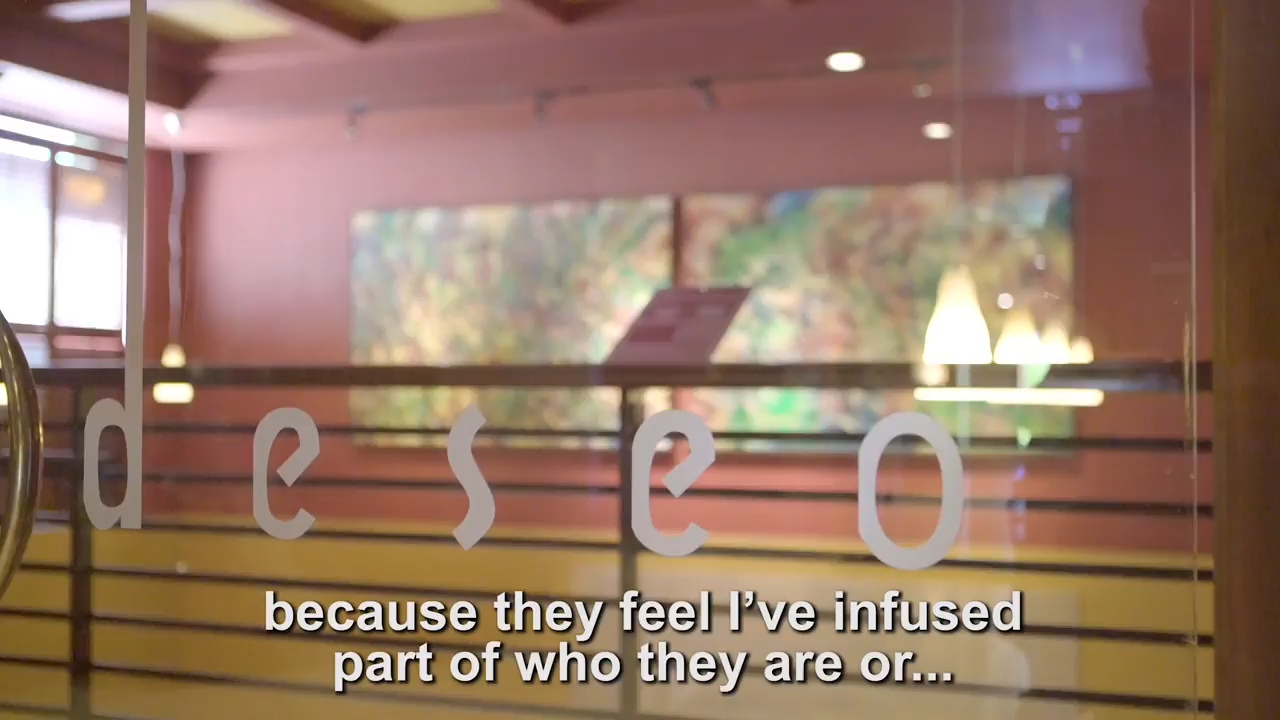 deseo
because they feel I’ve infused
part of who they are or...